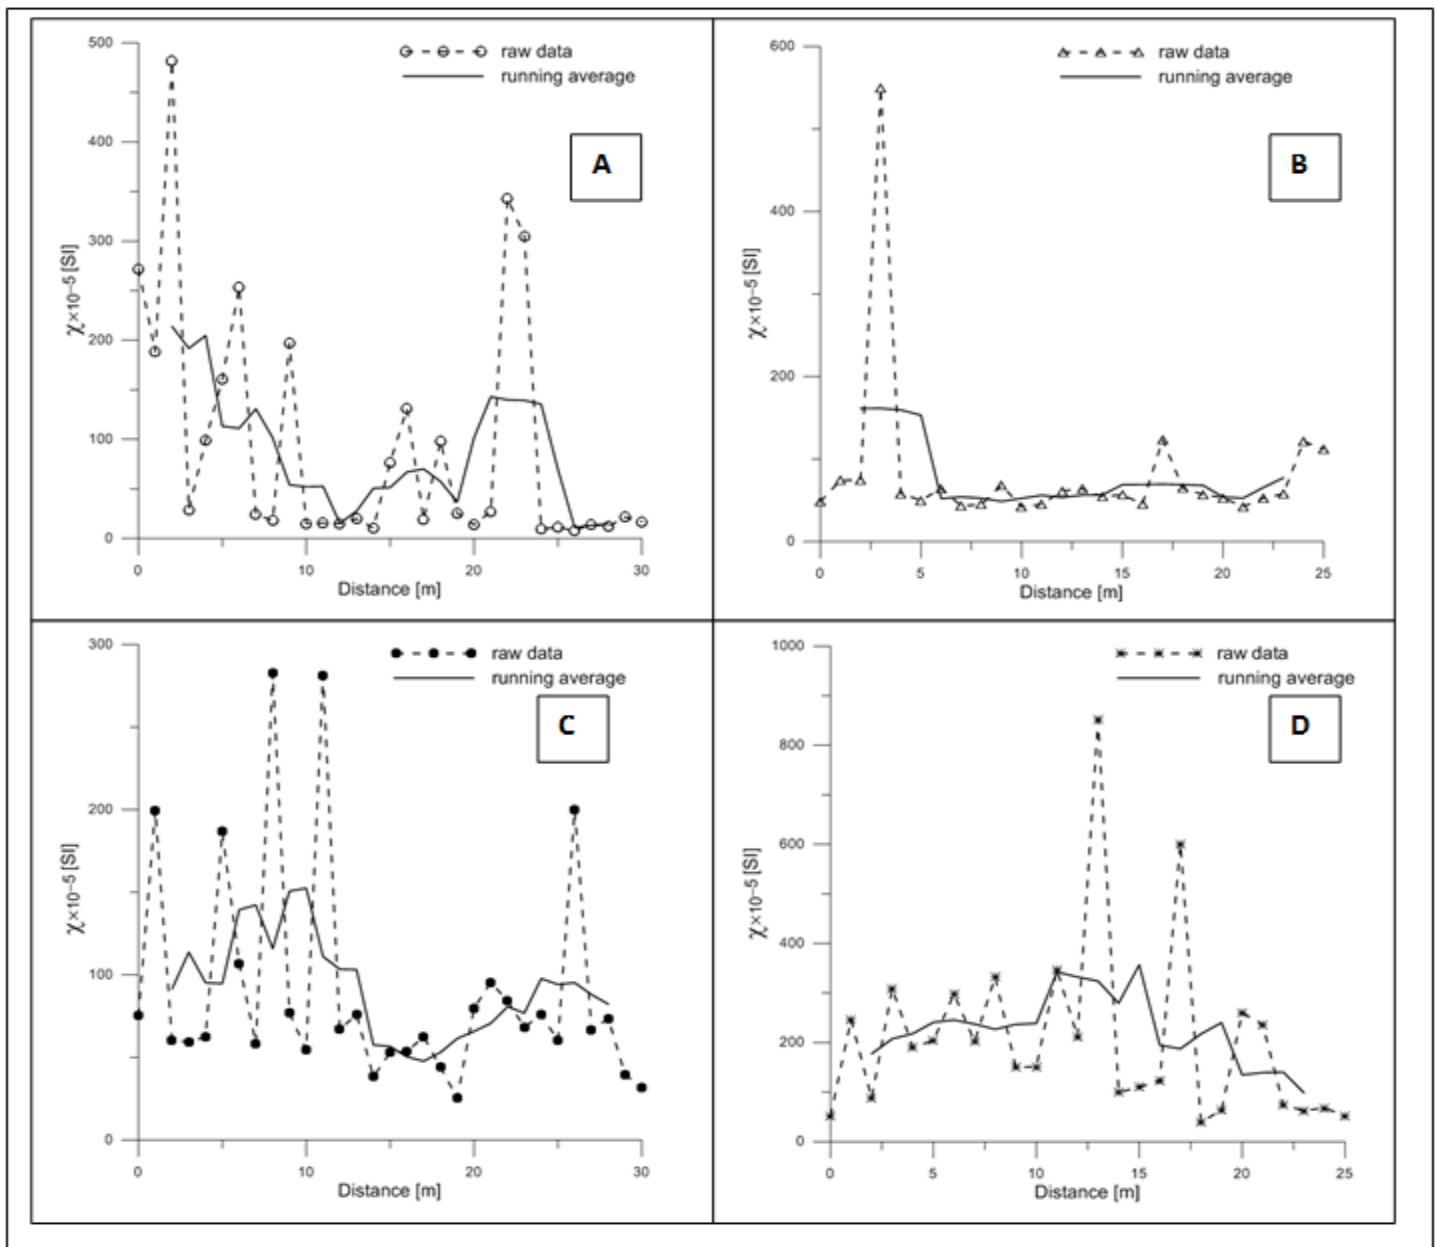 500
400
300
200
100
0
χ×10⁻⁵ [SI]
0
10
20
30
Distance [m]
raw data
running average
A
600
400
200
0
χ×10⁻⁵ [SI]
0
5
10
15
20
25
Distance [m]
raw data
running average
B
300
200
100
0
χ×10⁻⁵ [SI]
0
10
20
30
Distance [m]
raw data
running average
C
1000
800
600
400
200
0
χ×10⁻⁵ [SI]
0
5
10
15
20
25
Distance [m]
raw data
running average
D